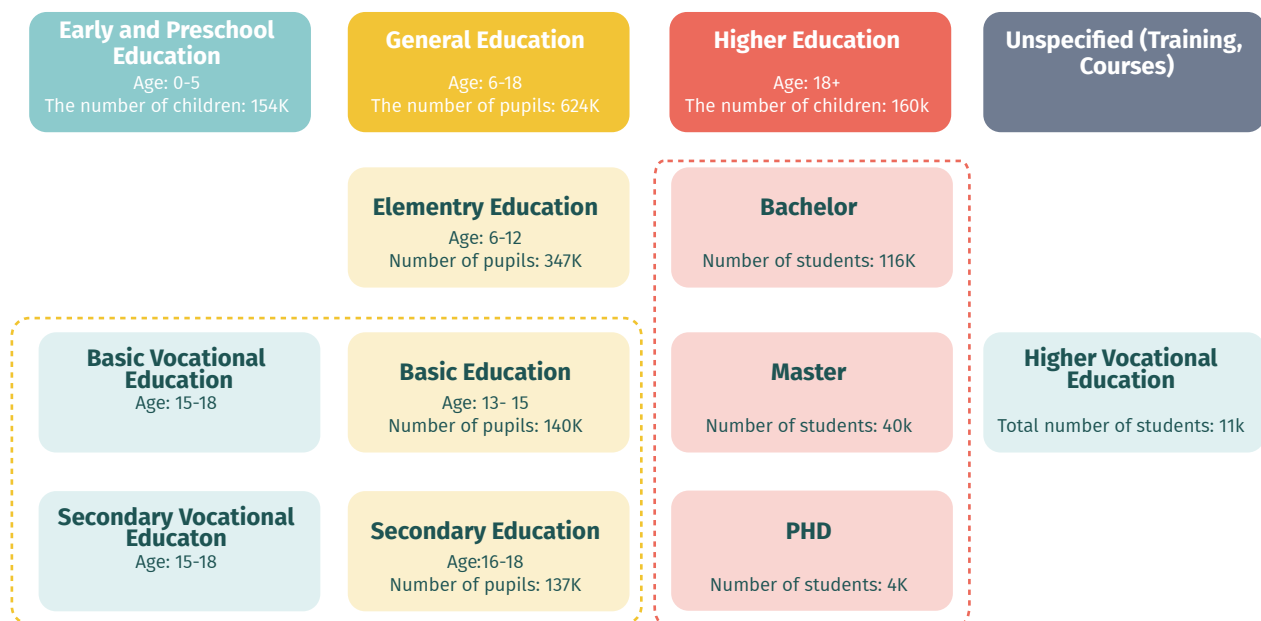 Early and Preschool
Education
Age: 0-5
The number of children: 154K
General Education
Age: 6-18
The number of pupils: 624K
Higher Education
Age: 18+
The number of children: 160k
Unspecified (Training,
Courses)
Elementry Education
Age: 6-12
Number of pupils: 347K
Bachelor
Number of students: 116K
Basic Vocational
Education
Age: 15-18
Basic Education
Age: 13- 15
Number of pupils: 140K
Master
Number of students: 40k
Higher Vocational
Education
Total number of students: 11k
Secondary Vocational
Educaton
Age: 15-18
Secondary Education
Age:16-18
Number of pupils: 137K
PHD
Number of students: 4K